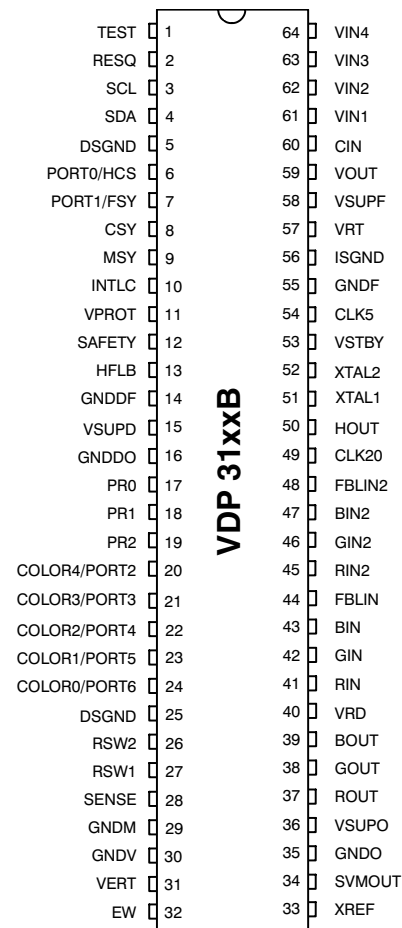 TEST 1 64 VIN4
RESQ 2 63 VIN3
SCL 3 62 VIN2
SDA 4 61 VIN1
DSGND 5 60 CIN
PORT0/HCS 6 59 VOUT
PORT1/FSY 7 58 VSUPF
CSY 8 57 VRT
MSY 9 56 ISGND
INTLC 10 55 GNDF
VPROT 11 54 CLK5
SAFETY 12 53 VSTBY
HFLB 13 52 XTAL2
GNDDF 14 51 XTAL1
VSUPD 15 50 HOUT
GNDDO 16 49 CLK20
PR0 17 48 FBLIN2
PR1 18 47 BIN2
PR2 19 46 GIN2
COLOR4/PORT2 20 45 RIN2
COLOR3/PORT3 21 44 FBLIN
COLOR2/PORT4 22 43 BIN
COLOR1/PORT5 23 42 GIN
COLOR0/PORT6 24 41 RIN
DSGND 25 40 VRD
RSW2 26 39 BOUT
RSW1 27 38 GOUT
SENSE 28 37 ROUT
GNDM 29 36 VSUPO
GNDV 30 35 GNDO
VERT 31 34 SVMOUT
EW 32 33 XREF
VDP 31xxB